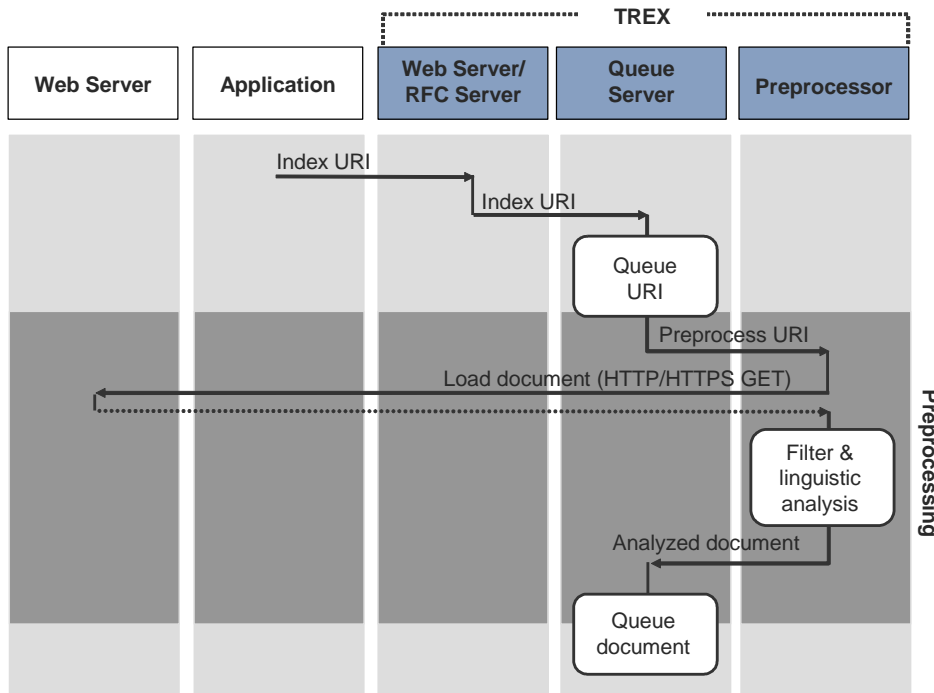 TREX
Web Server
Application
Web Server/
RFC Server
Queue
Server
Preprocessor
Index URI
Index URI
Queue
URI
Preprocess URI
Load document (HTTP/HTTPS GET)
Filter &
linguistic
analysis
Analyzed document
Queue
document
Preprocessing